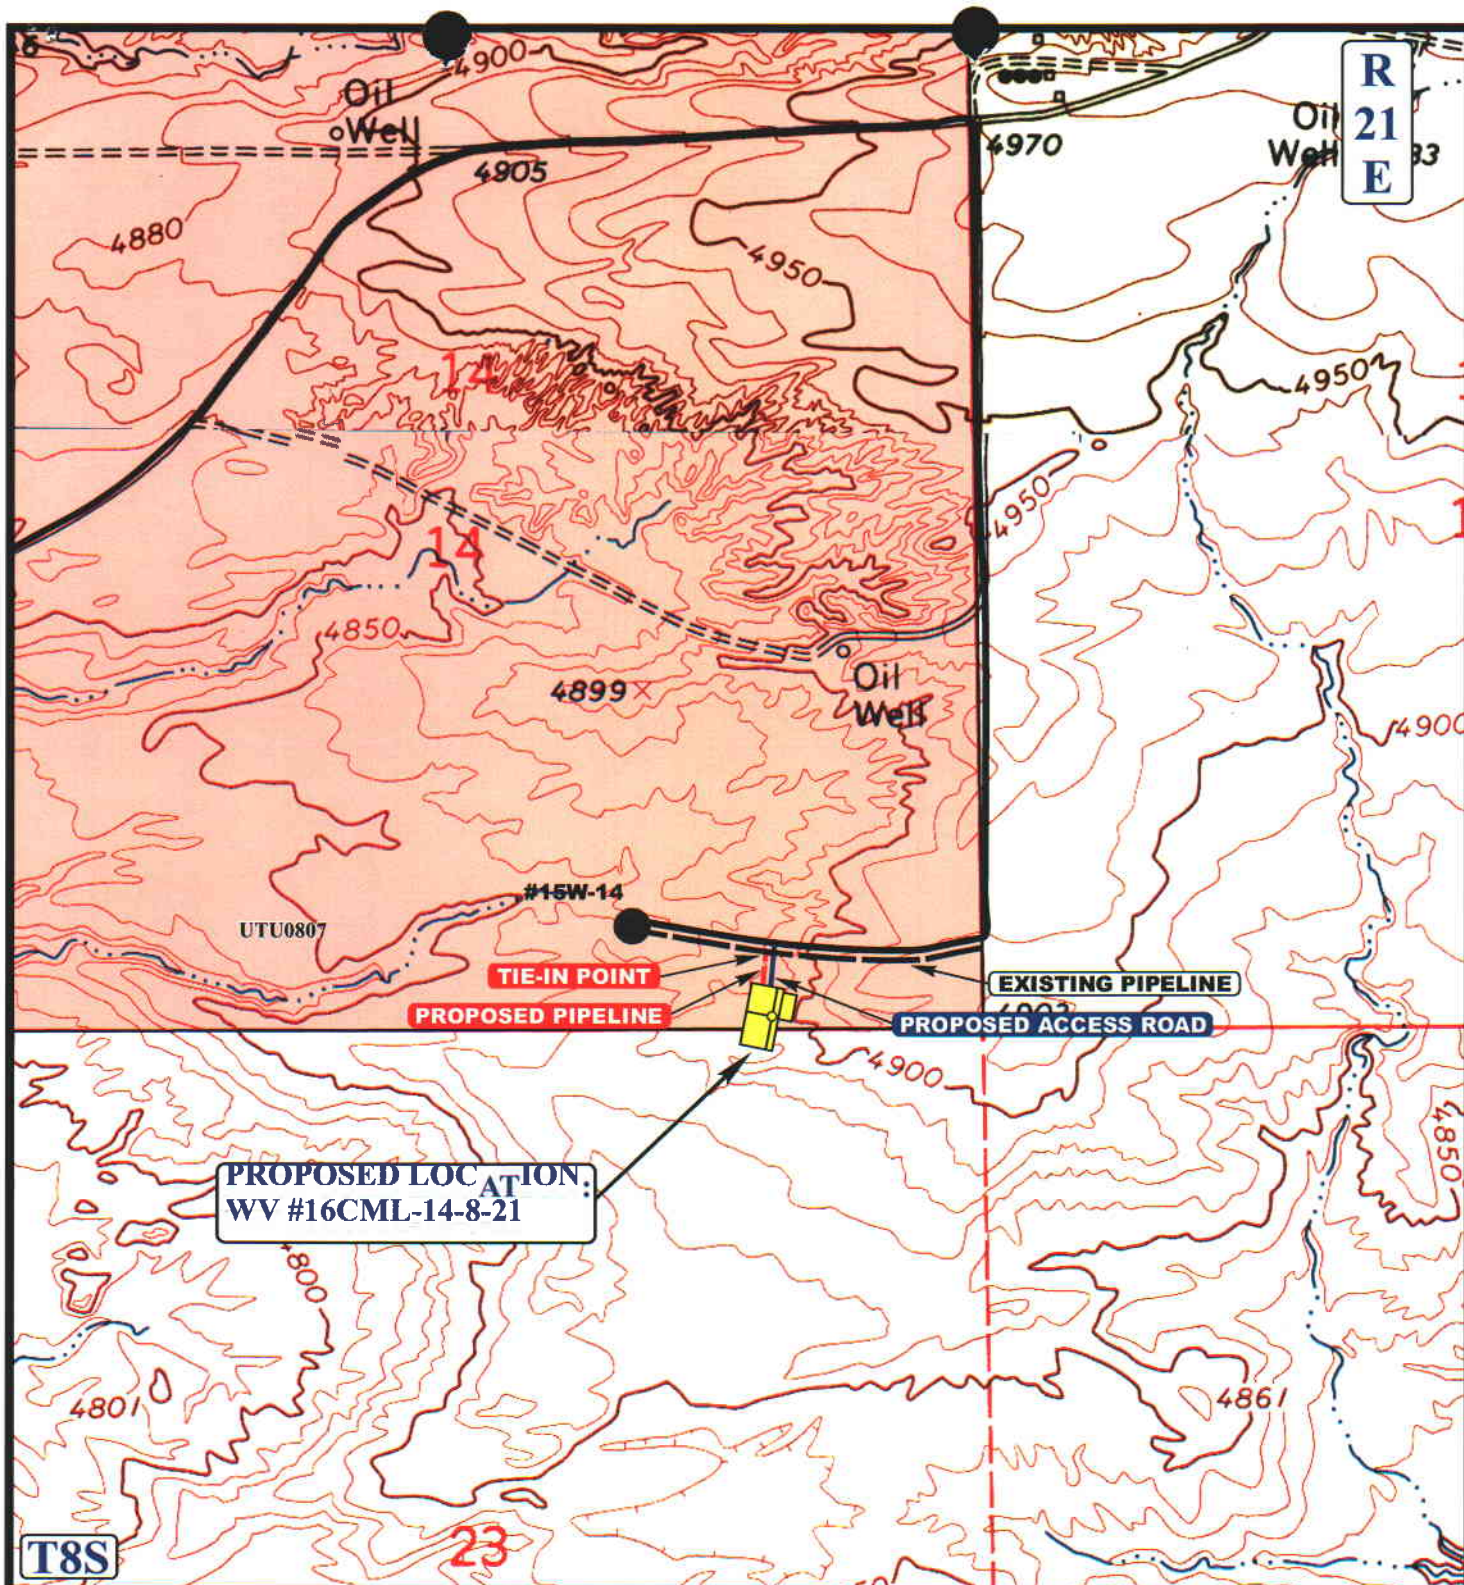 6
4900
Oil
Well
R
21
E
Oil
Well
4905
4970
4880
4950
14
4950
4950
14
4850
4899
Oil
Well
4900
#15W-14
UTU0807
TIE-IN POINT
EXISTING PIPELINE
PROPOSED PIPELINE
PROPOSED ACCESS ROAD
4900
4850
PROPOSED LOCATION:
WV #16CML-14-8-21
4800
4801
4861
T8S
23